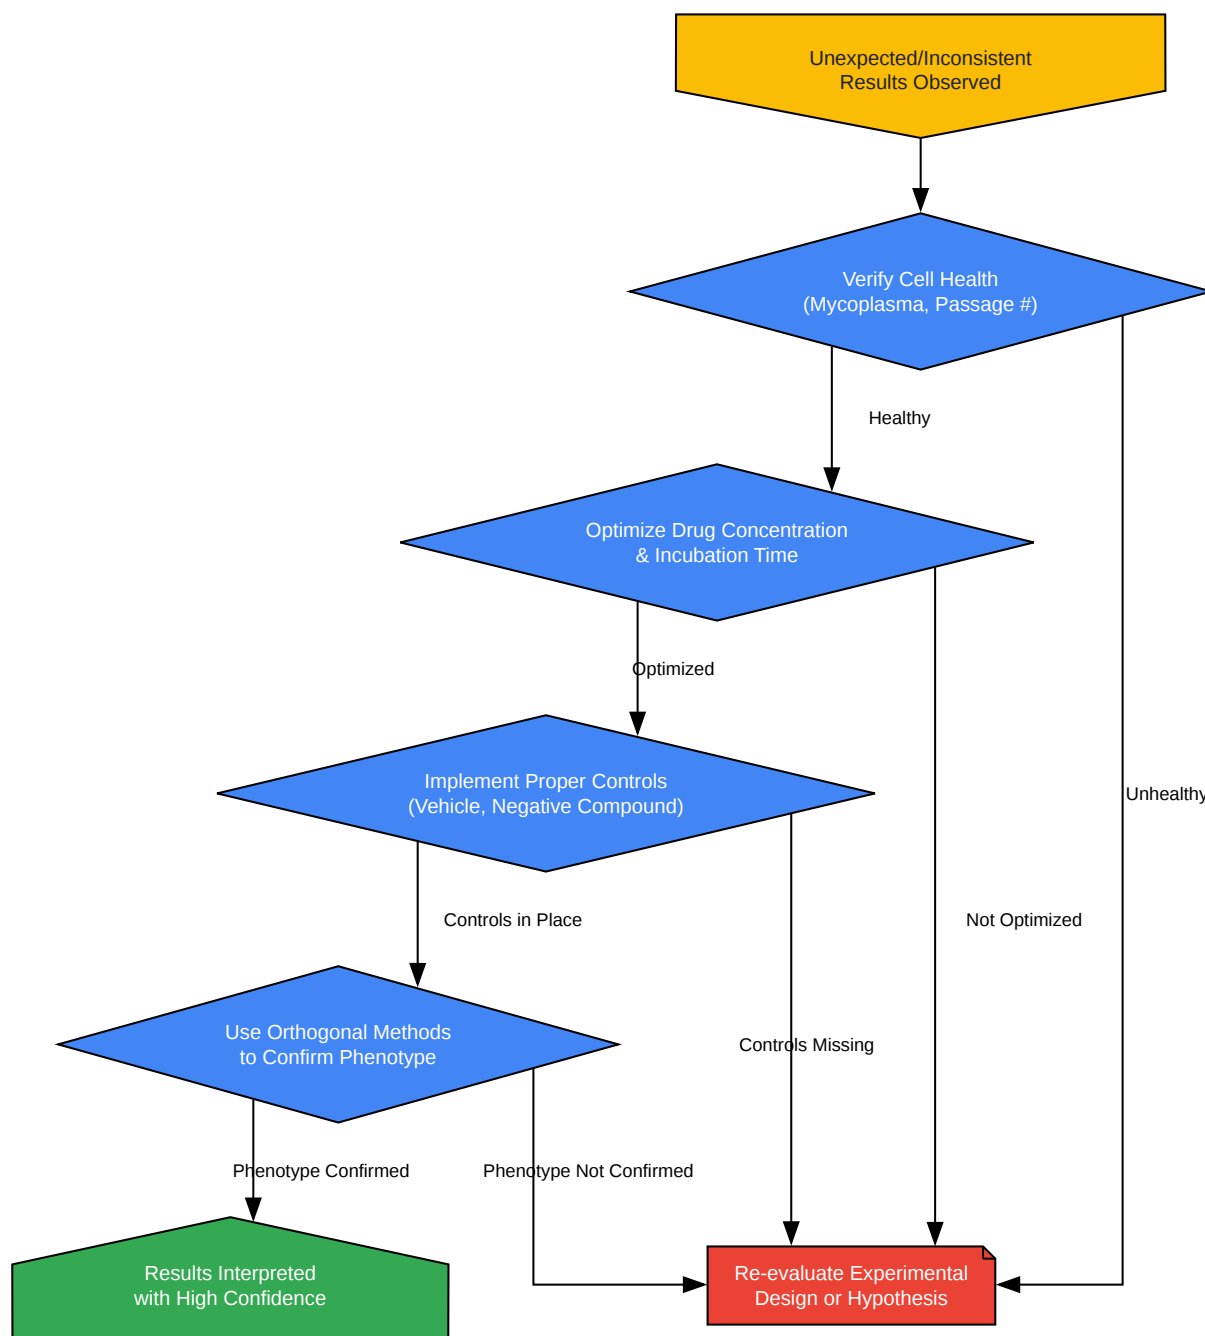 Unexpected/Inconsistent
Results Observed
Verify Cell Health
(Mycoplasma, Passage #)
Healthy
Optimize Drug Concentration
& Incubation Time
Optimized
Implement Proper Controls
(Vehicle, Negative Compound)
Unhealthy
Controls in Place
Not Optimized
Use Orthogonal Methods
to Confirm Phenotype
Controls Missing
Phenotype Confirmed
Phenotype Not Confirmed
Results Interpreted
with High Confidence
Re-evaluate Experimental
Design or Hypothesis